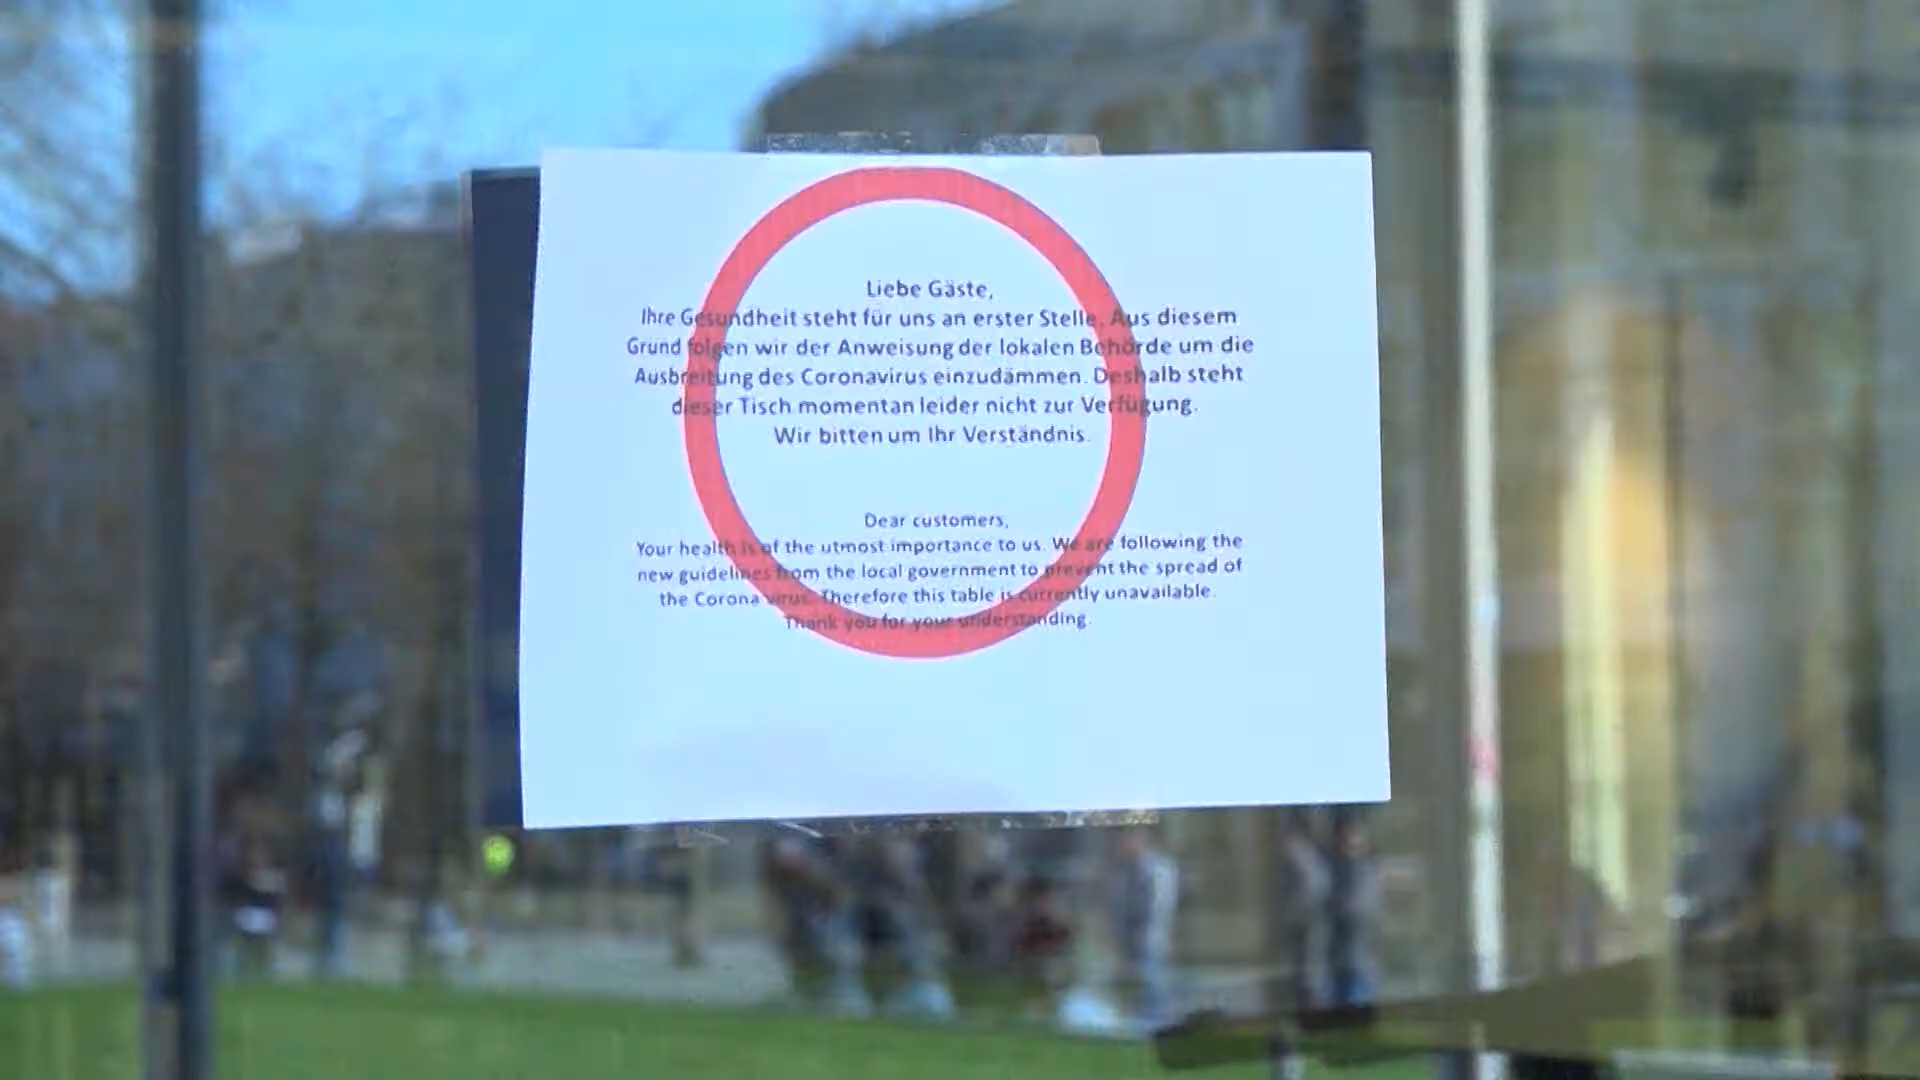 Liebe Gäste,
Ihre Gesundheit steht für uns an erster Stelle. Aus diesem
Grund folgen wir der Anweisung der lokalen Behörde um die
Ausbreitung des Coronavirus einzudämmen. Deshalb steht
dieser Tisch momentan leider nicht zur Verfügung.
Wir bitten um Ihr Verständnis.
Dear customers,
Your health is of the utmost importance to us. We are following the
new guidelines from the local government to prevent the spread of
the Corona virus. Therefore this table is currently unavailable.
Thank you for your understanding.